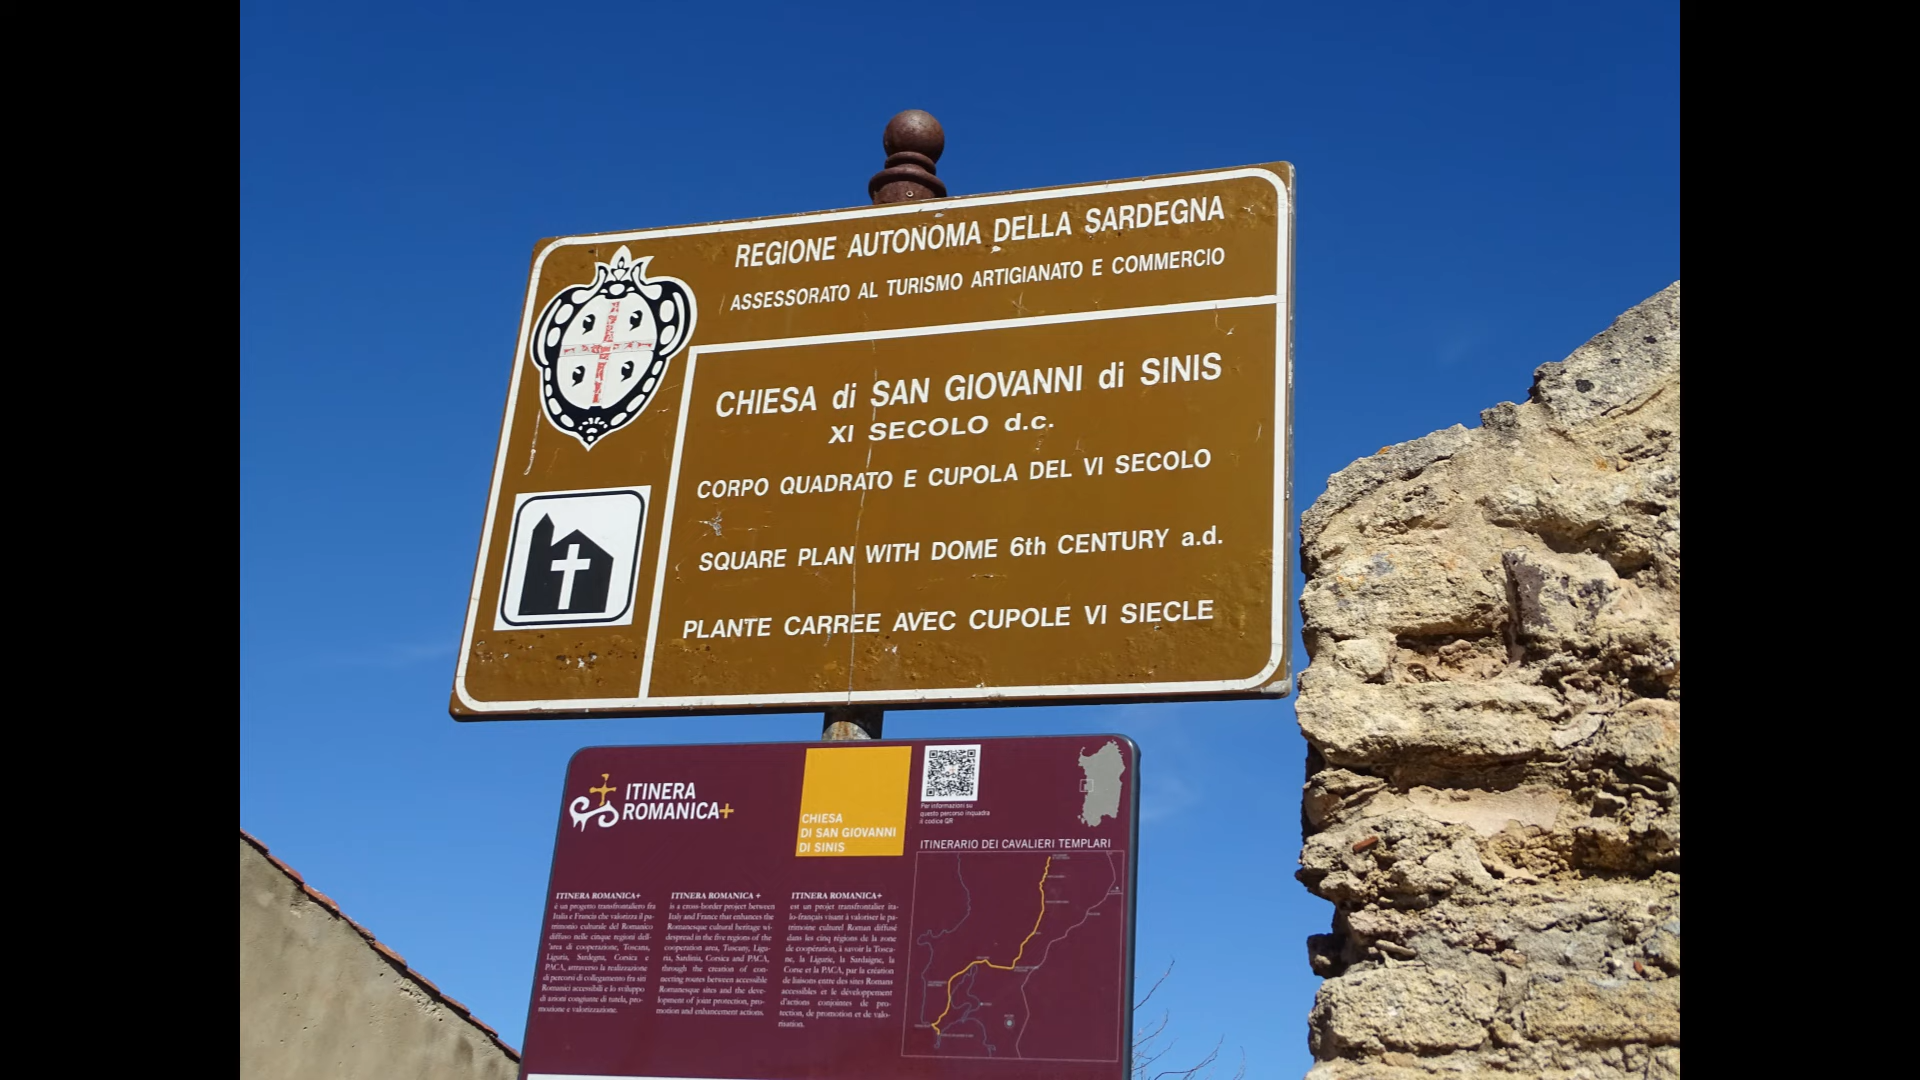 REGIONE AUTONOMA DELLA SARDEGNA
ASSESSORATO AL TURISMO ARTIGIANATO E COMMERCIO
CHIESA di SAN GIOVANNI di SINIS
XI SECOLO d.c.
CORPO QUADRATO E CUPOLA DEL VI SECOLO
SQUARE PLAN WITH DOME 6th CENTURY a.d.
PLANTE CARREE AVEC CUPOLE VI SIECLE
ITINERA
ROMANICA+
CHIESA
DI SAN GIOVANNI
DI SINIS
Per informazioni su
questo percorso inquadra
il codice QR
ITINERARIO DEI CAVALIERI TEMPLARI
ITINERA ROMANICA+
è un progetto transfrontaliero fra
Italia e Francia che valorizza il pa-
trimonio culturale del Romanico
diffuso nelle cinque regioni dell-
'area di cooperazione, Toscana,
Liguria, Sardegna, Corsica e
PACA, attraverso la realizzazione
di percorsi di collegamento fra siti
Romanici accessibili e lo sviluppo
di azioni congiunte di tutela, pro-
mozione e valorizzazione.
ITINERA ROMANICA +
is a cross-border project between
Italy and France that enhances the
Romanesque cultural heritage wi-
despread in the five regions of the
cooperation area, Tuscany, Ligu-
ria, Sardinia, Corsica and PACA,
through the creation of con-
necting routes between accessible
Romanesque sites and the deve-
lopment of joint protection, pro-
motion and enhancement actions.
ITINERA ROMANICA+
est un projet transfrontalier ita-
lo-français visant à valoriser le pa-
trimoine culturel Roman diffusé
dans les cinq régions de la zone
de coopération, à savoir la Tosca-
ne, la Ligurie, la Sardaigne, la
Corse et la PACA, par la création
de liaisons entre des sites Romans
accessibles et le développement
d'actions conjointes de pro-
tection, de promotion et de valo-
risation.